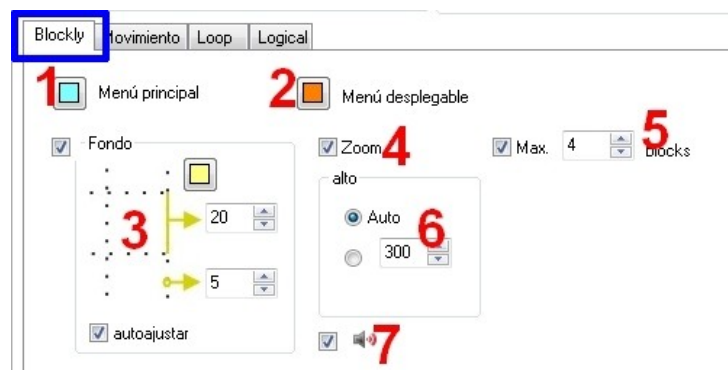 Blockly Movimiento Loop Logical
1 Menú principal 2 Menú desplegable
Fondo Zoom 4 Max. 4 5 blocks
alto
3 20 Auto 6
300
5
autoajustar 7